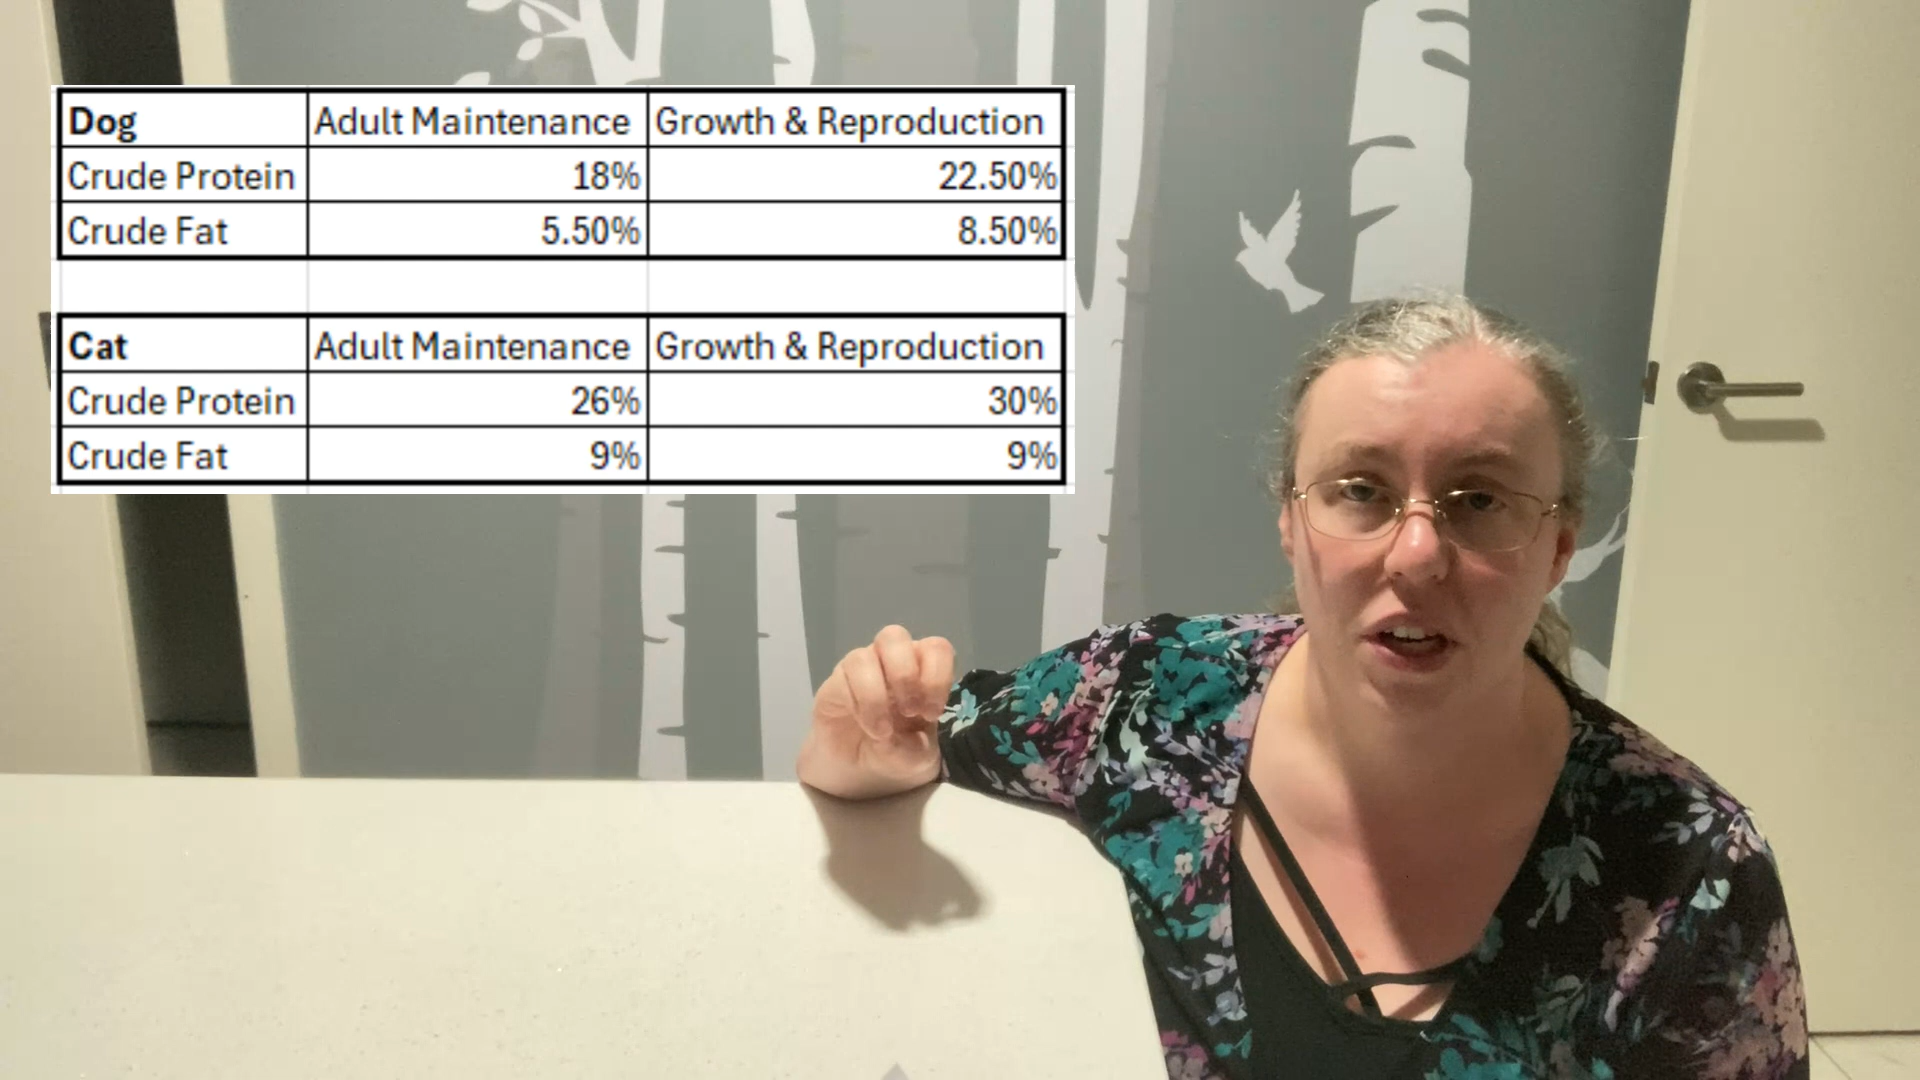 Dog Adult Maintenance Growth & Reproduction
Crude Protein 18% 22.50%
Crude Fat 5.50% 8.50%
Cat Adult Maintenance Growth & Reproduction
Crude Protein 26% 30%
Crude Fat 9% 9%